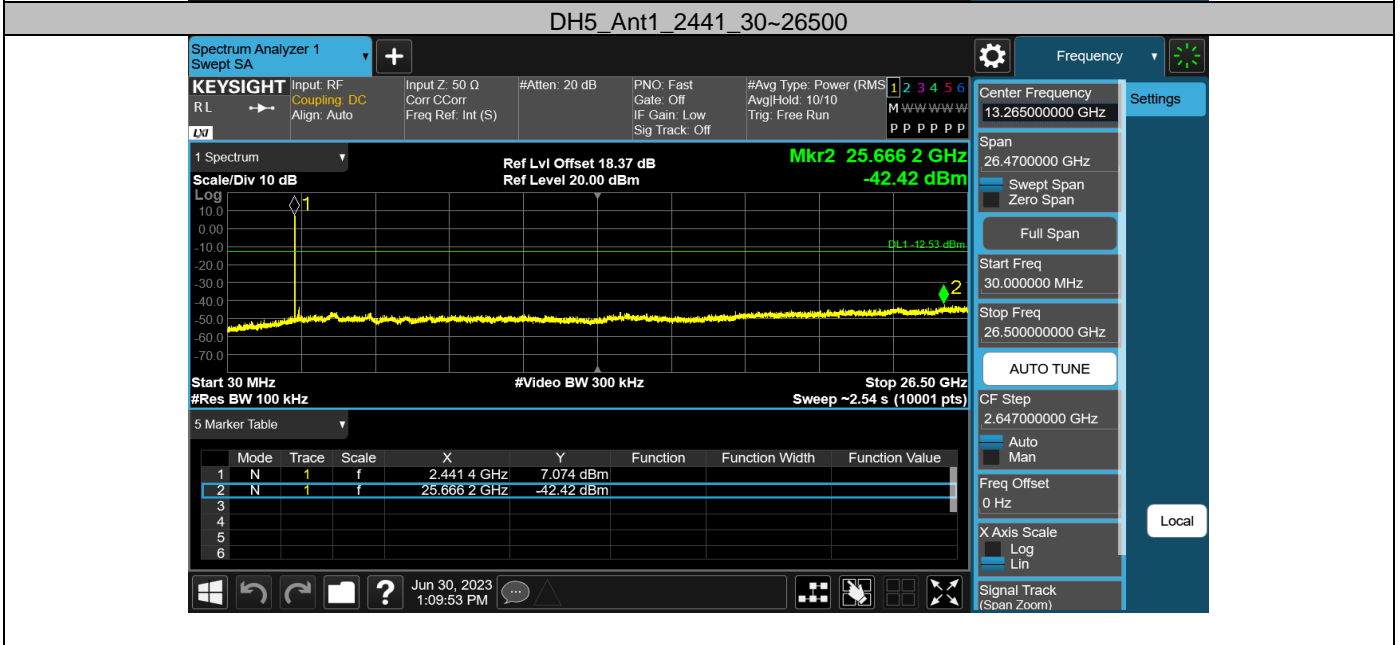 DH5_Ant1_2441_30~26500
Spectrum Analyzer 1
Swept SA
+
Frequency
KEYSIGHT
RL
LXI
Input: RF
Coupling: DC
Align: Auto
Input Z: 50 Ω
Corr CCorr
Freq Ref: Int (S)
#Atten: 20 dB
PNO: Fast
Gate: Off
IF Gain: Low
Sig Track: Off
#Avg Type: Power (RMS
Avg|Hold: 10/10
Trig: Free Run
1 2 3 4 5 6
M W W W W W
P P P P P P
1 Spectrum
Scale/Div 10 dB
Ref Lvl Offset 18.37 dB
Ref Level 20.00 dBm
Mkr2 25.666 2 GHz
-42.42 dBm
Log
10.0
0.00
-10.0
-20.0
-30.0
-40.0
-50.0
-60.0
-70.0
1
DL1 -12.53 dBm
2
Start 30 MHz
#Video BW 300 kHz
Stop 26.50 GHz
#Res BW 100 kHz
Sweep ~2.54 s (10001 pts)
5 Marker Table
Mode Trace Scale X Y Function Function Width Function Value
1 N 1 f 2.441 4 GHz 7.074 dBm
2 N 1 f 25.666 2 GHz -42.42 dBm
3
4
5
6
?
Jun 30, 2023
1:09:53 PM
Center Frequency
13.265000000 GHz
Settings
Span
26.4700000 GHz
Swept Span
Zero Span
Full Span
Start Freq
30.000000 MHz
Stop Freq
26.500000000 GHz
AUTO TUNE
CF Step
2.647000000 GHz
Auto
Man
Freq Offset
0 Hz
Local
X Axis Scale
Log
Lin
Signal Track
(Span Zoom)